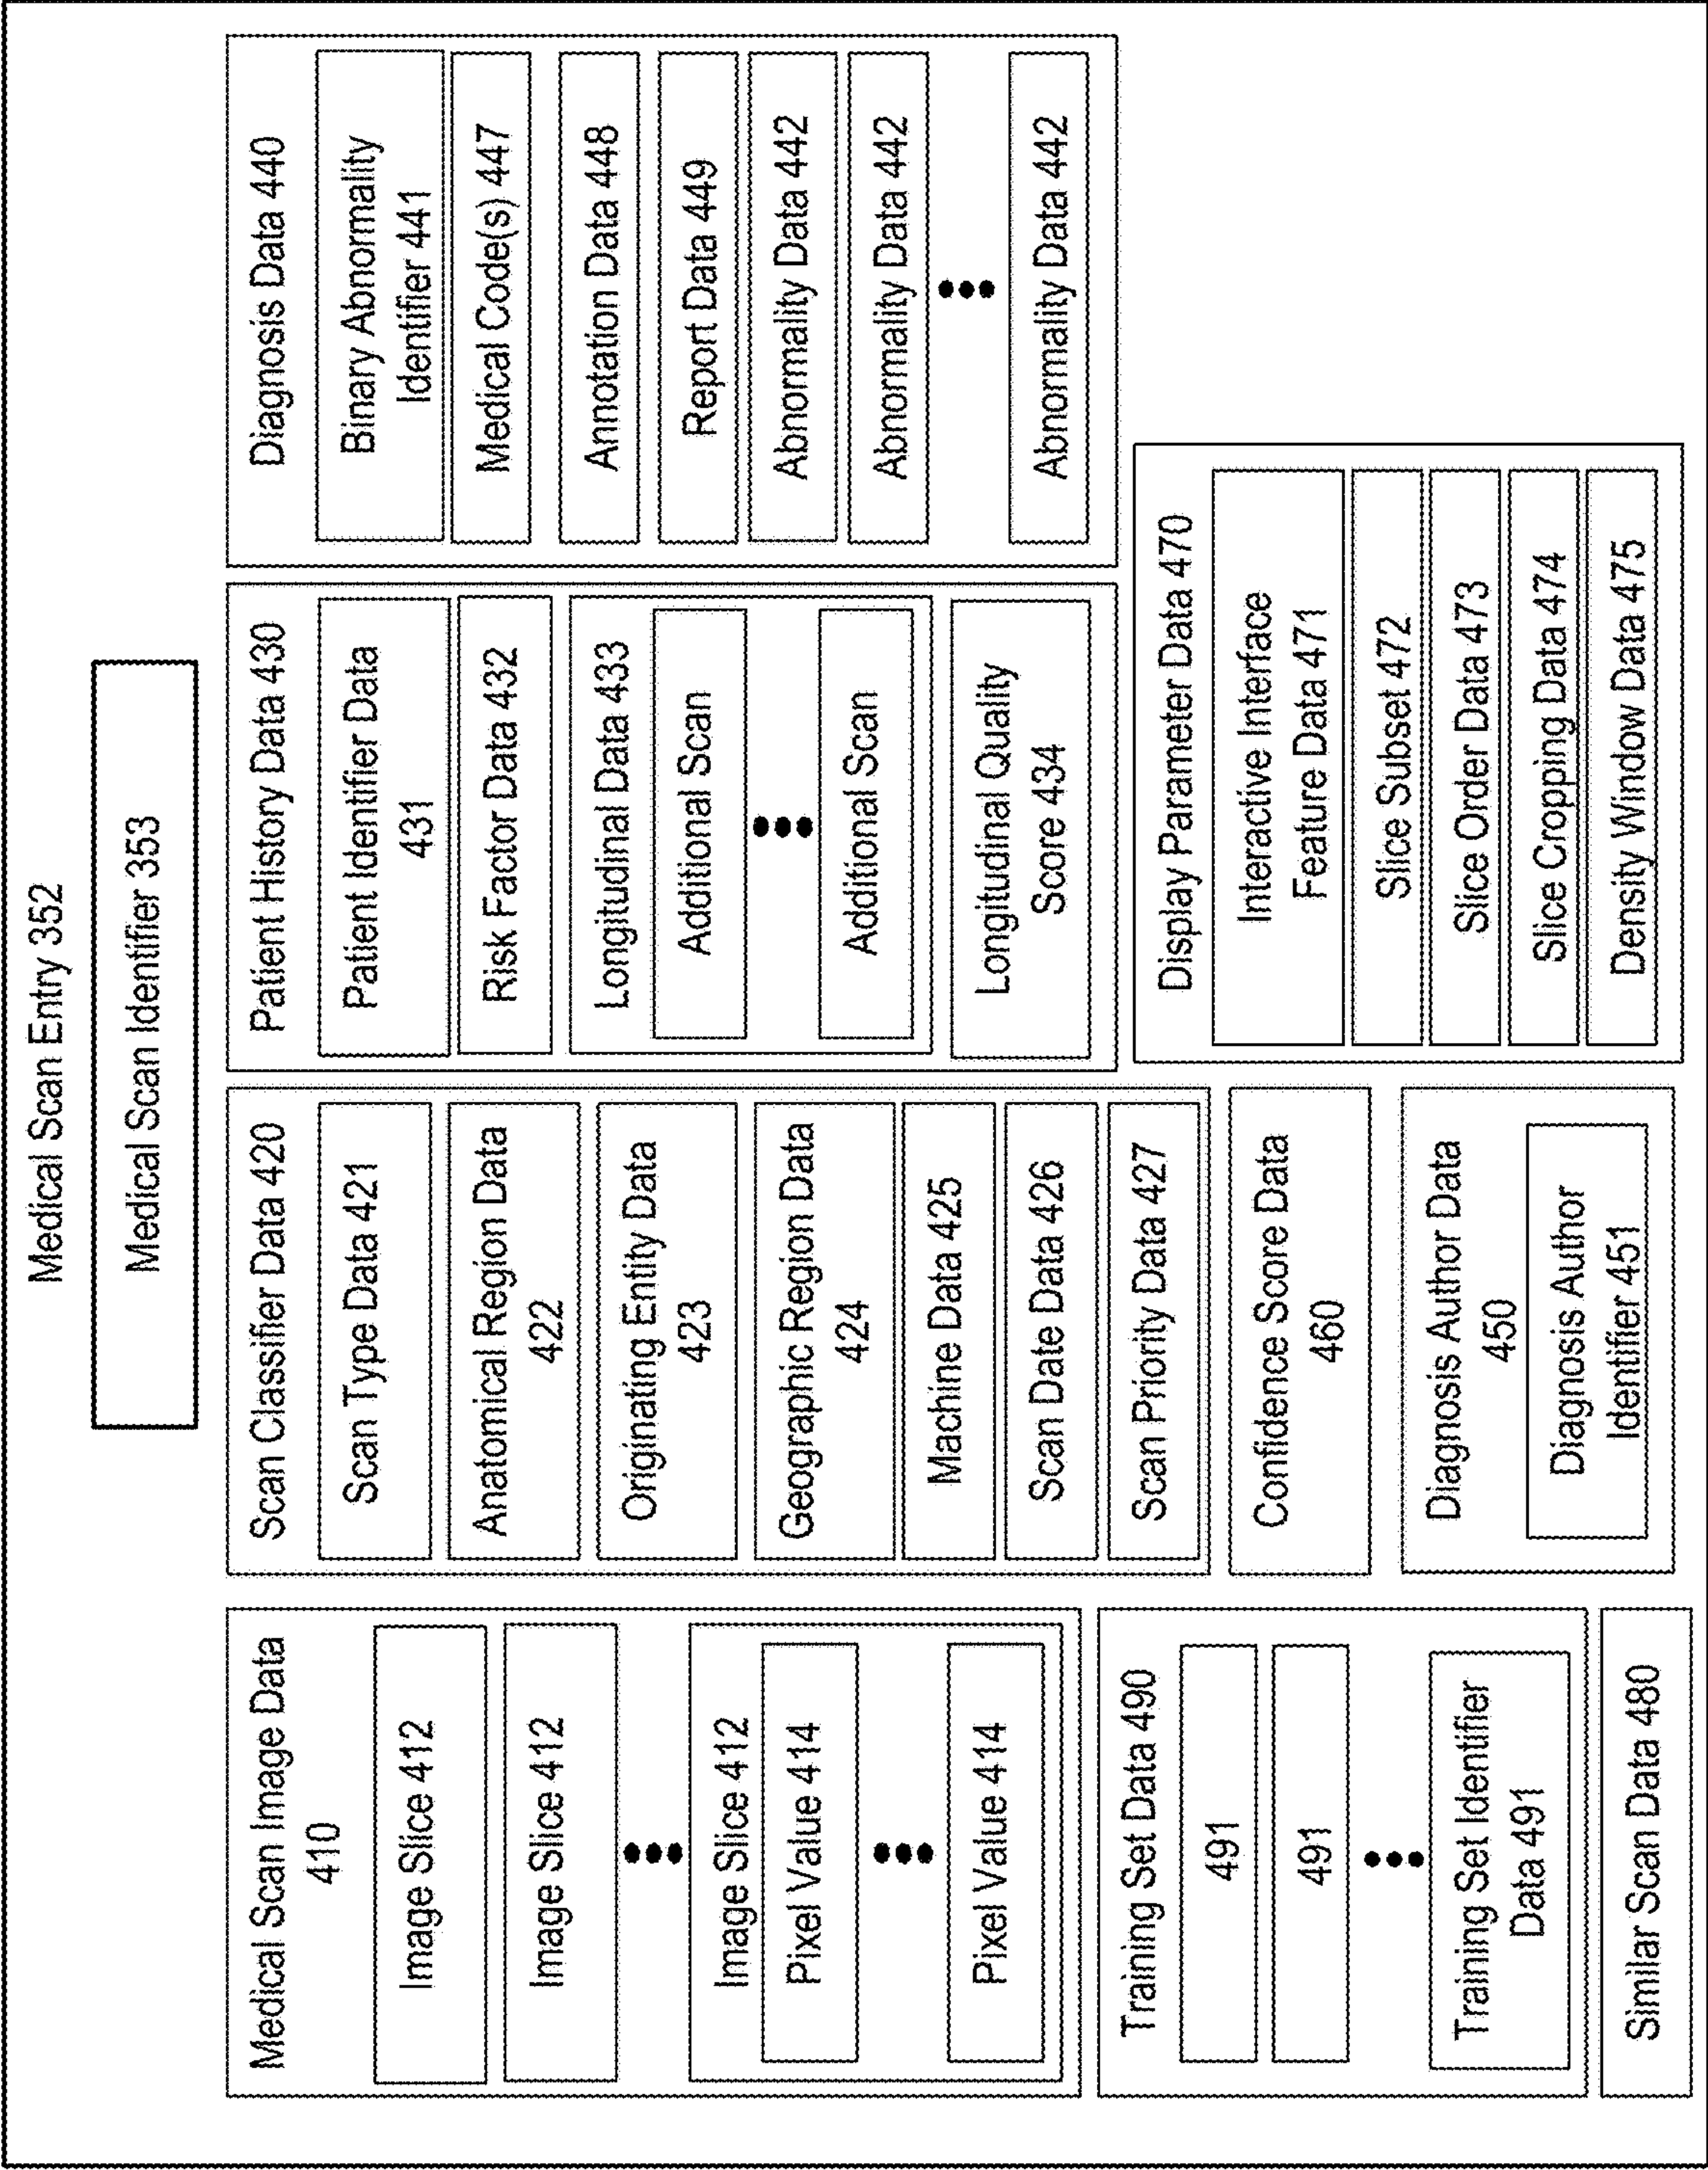 Medical Scan Entry 352
Medical Scan Identifier 353
Medical Scan Image Data
410
Image Slice 412
Image Slice 412
Image Slice 412
Pixel Value 414
Pixel Value 414
Training Set Data 490
491
491
Training Set Identifier
Data 491
Similar Scan Data 480
Scan Classifier Data 420
Scan Type Data 421
Anatomical Region Data
422
Originating Entity Data
423
Geographic Region Data
424
Machine Data 425
Scan Date Data 426
Scan Priority Data 427
Confidence Score Data
460
Diagnosis Author Data
450
Diagnosis Author
Identifier 451
Patient History Data 430
Patient Identifier Data
431
Risk Factor Data 432
Longitudinal Data 433
Additional Scan
Additional Scan
Longitudinal Quality
Score 434
Diagnosis Data 440
Binary Abnormality
Identifier 441
Medical Code(s) 447
Annotation Data 448
Report Data 449
Abnormality Data 442
Abnormality Data 442
Abnormality Data 442
Display Parameter Data 470
Interactive Interface
Feature Data 471
Slice Subset 472
Slice Order Data 473
Slice Cropping Data 474
Density Window Data 475